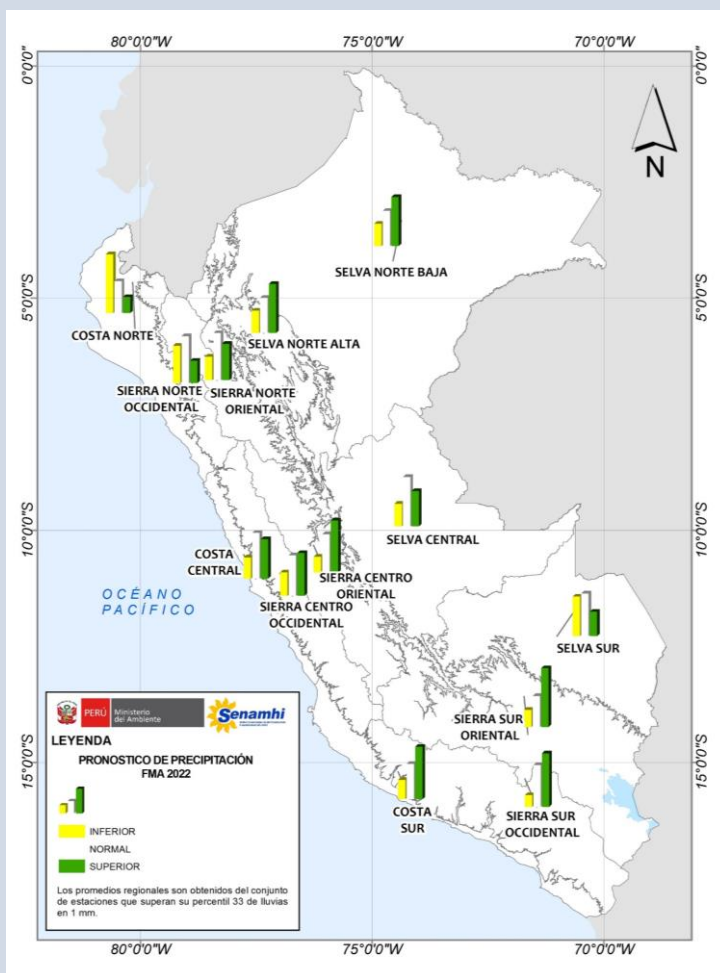 80°0'0"W
75°0'0"W
70°0'0"W
0°0'0"
0°0'0"
N
SELVA NORTE BAJA
5°0'0"S
5°0'0"S
COSTA NORTE
SELVA NORTE ALTA
SIERRA NORTE
OCCIDENTAL
SIERRA NORTE
ORIENTAL
10°0'0"S
10°0'0"S
SELVA CENTRAL
COSTA
CENTRAL
SIERRA CENTRO
ORIENTAL
SIERRA CENTRO
OCCIDENTAL
OCÉANO
PACÍFICO
SELVA SUR
SIERRA SUR
ORIENTAL
15°0'0"S
15°0'0"S
COSTA
SUR
SIERRA SUR
OCCIDENTAL
PERÚ
Ministerio
del Ambiente
Senamhi
LEYENDA
PRONOSTICO DE PRECIPITACIÓN
FMA 2022
INFERIOR
NORMAL
SUPERIOR
Los promedios regionales son obtenidos del conjunto
de estaciones que superan su percentil 33 de lluvias
en 1 mm.
80°0'0"W
75°0'0"W
70°0'0"W